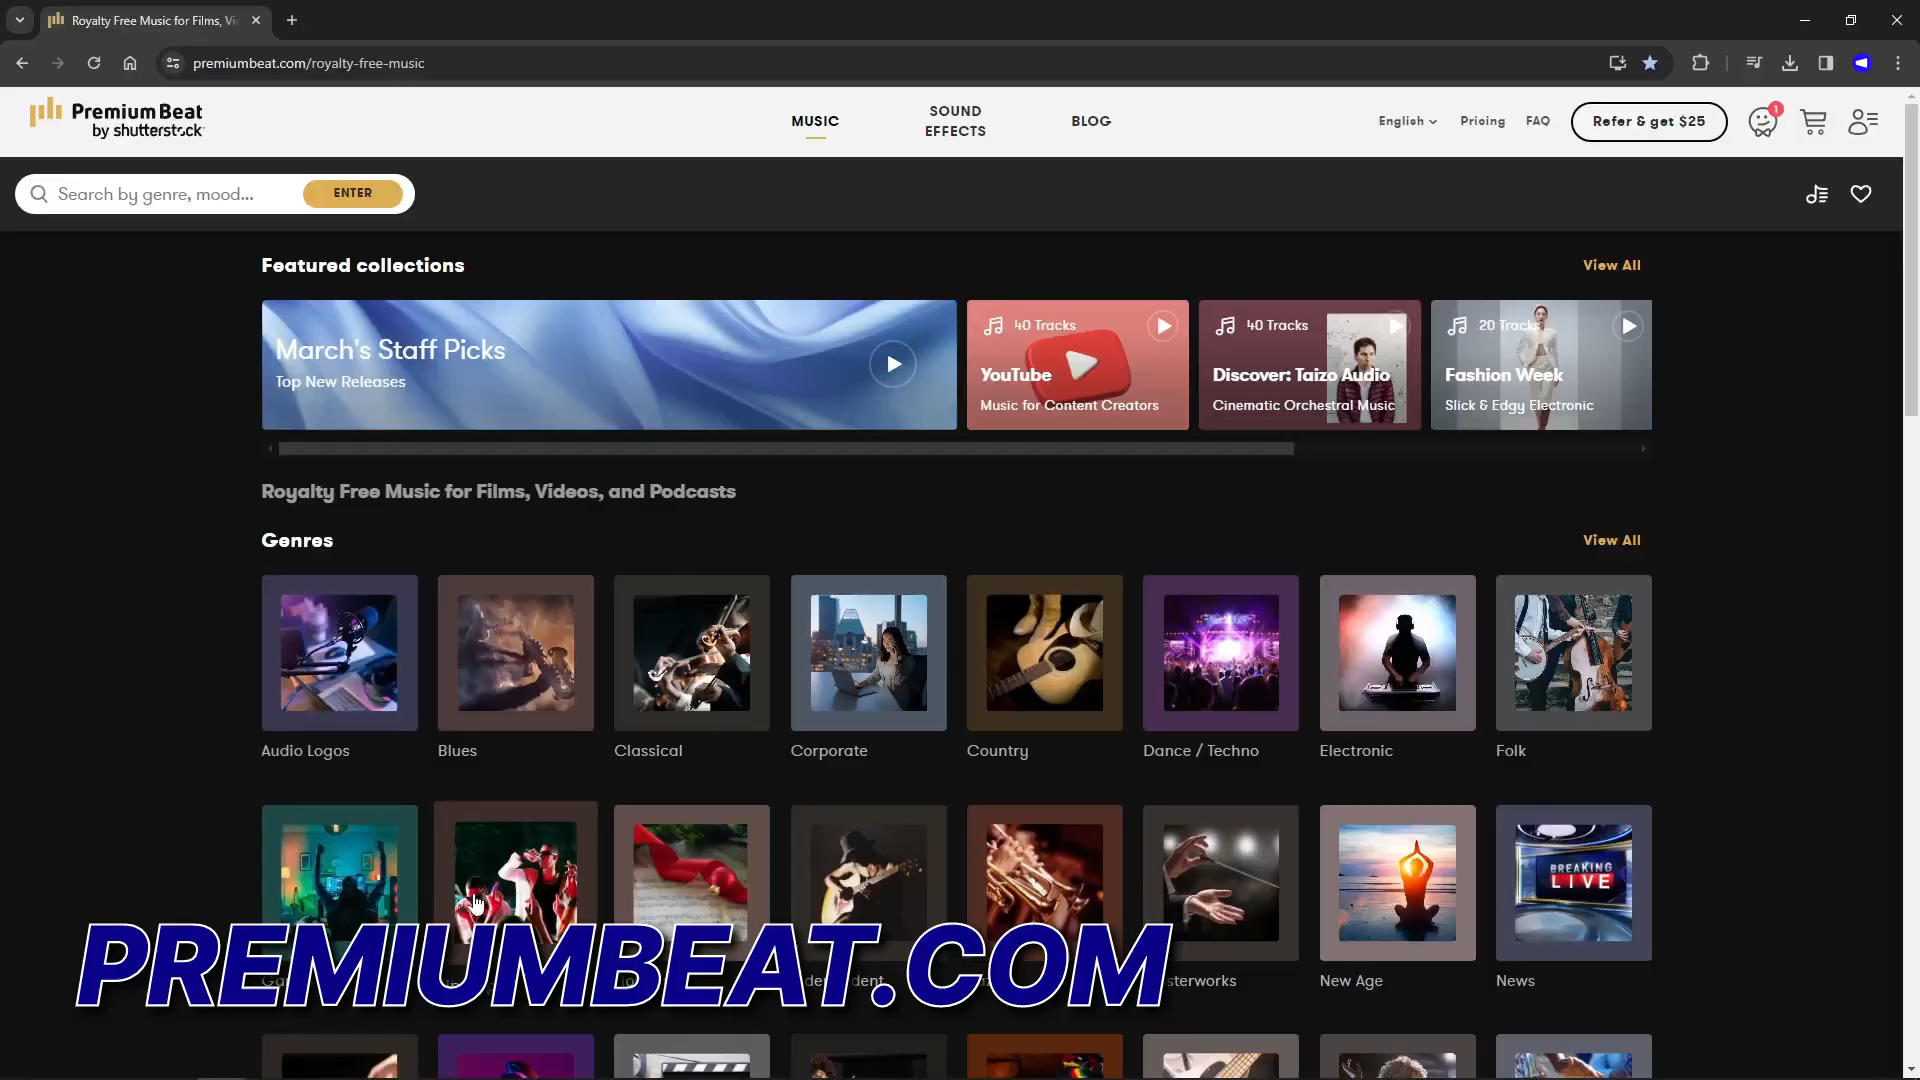 Royalty Free Music for Films, Vi
premiumbeat.com/royalty-free-music
PremiumBeat
by shutterstock
MUSIC
SOUND
EFFECTS
BLOG
English
Pricing
FAQ
Refer & get $25
1
Search by genre, mood...
ENTER
Featured collections
View All
March's Staff Picks
Top New Releases
40 Tracks
YouTube
Music for Content Creators
40 Tracks
Discover: Taizo Audio
Cinematic Orchestral Music
20 Tracks
Fashion Week
Slick & Edgy Electronic
Royalty Free Music for Films, Videos, and Podcasts
Genres
View All
Audio Logos
Blues
Classical
Corporate
Country
Dance / Techno
Electronic
Folk
BREAKING
LIVE
PREMIUMBEAT.COM
sterworks
New Age
News